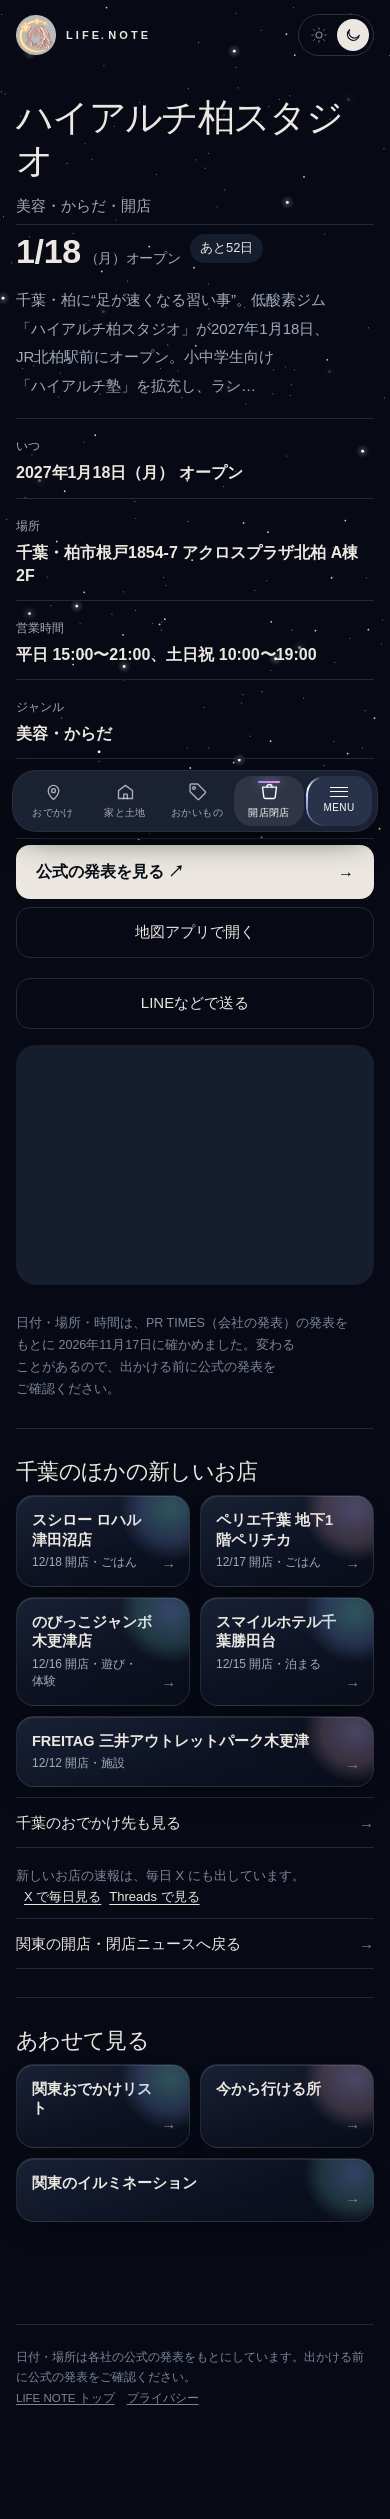 LIFE.NOTE
ハイアルチ柏スタジ
オ
美容・からだ・開店
1/18（月）オープン あと52日
千葉・柏に“足が速くなる習い事”。低酸素ジム
「ハイアルチ柏スタジオ」が2027年1月18日、
JR北柏駅前にオープン。小中学生向け
「ハイアルチ塾」を拡充し、ラン…
いつ
2027年1月18日（月） オープン
場所
千葉・柏市根戸1854-7 アクロスプラザ北柏 A棟
2F
営業時間
平日 15:00〜21:00、土日祝 10:00〜19:00
ジャンル
美容・からだ
おでかけ 家と土地 おかいもの 開店閉店 MENU
公式の発表を見る ↗ →
地図アプリで開く
LINEなどで送る
日付・場所・時間は、PR TIMES（会社の発表）の発表を
もとに 2026年11月17日に確かめました。変わる
ことがあるので、出かける前に公式の発表を
ご確認ください。
千葉のほかの新しいお店
スシロー ロハル
津田沼店
12/18 開店・ごはん →
ペリエ千葉 地下1
階ペリチカ
12/17 開店・ごはん →
のびっこジャンボ
木更津店
12/16 開店・遊び・
体験 →
スマイルホテル千
葉勝田台
12/15 開店・泊まる →
FREITAG 三井アウトレットパーク木更津
12/12 開店・施設 →
千葉のおでかけ先も見る →
新しいお店の速報は、毎日 X にも出しています。
X で毎日見る Threads で見る
関東の開店・閉店ニュースへ戻る →
あわせて見る
関東おでかけリス
ト →
今から行ける所 →
関東のイルミネーション →
日付・場所は各社の公式の発表をもとにしています。出かける前
に公式の発表をご確認ください。
LIFE NOTE トップ プライバシー